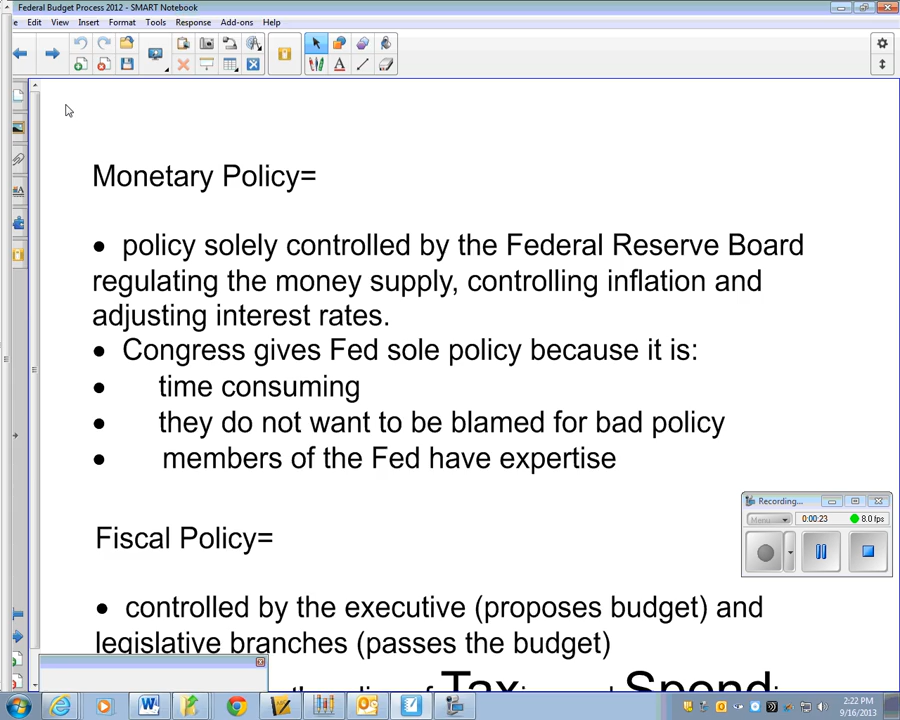 Federal Budget Process 2012 - SMART Notebook
Edit View Insert Format Tools Response Add-ons Help
Monetary Policy=
• policy solely controlled by the Federal Reserve Board
regulating the money supply, controlling inflation and
adjusting interest rates.
• Congress gives Fed sole policy because it is:
• time consuming
• they do not want to be blamed for bad policy
• members of the Fed have expertise
Recording...
0:00:23 8.0 fps
Fiscal Policy=
• controlled by the executive (proposes budget) and
legislative branches (passes the budget)
Tax Spend
2:22 PM
9/16/2013